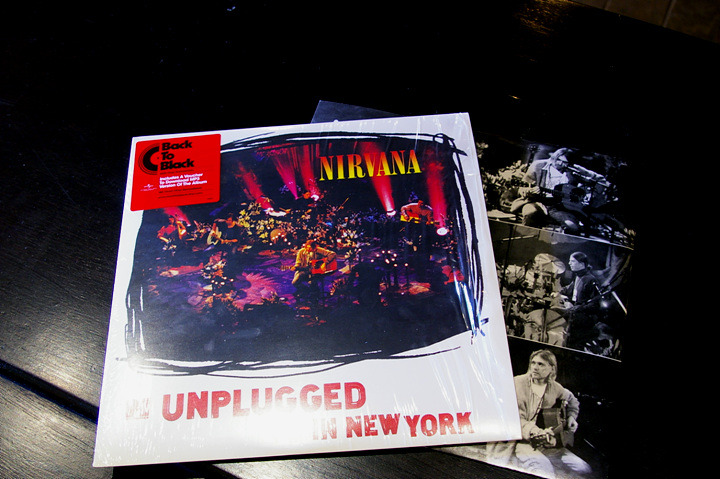 Back
To
Black
Includes A Voucher
To Download MP3
Version Of The Album
NIRVANA
UNPLUGGED
IN NEW YORK